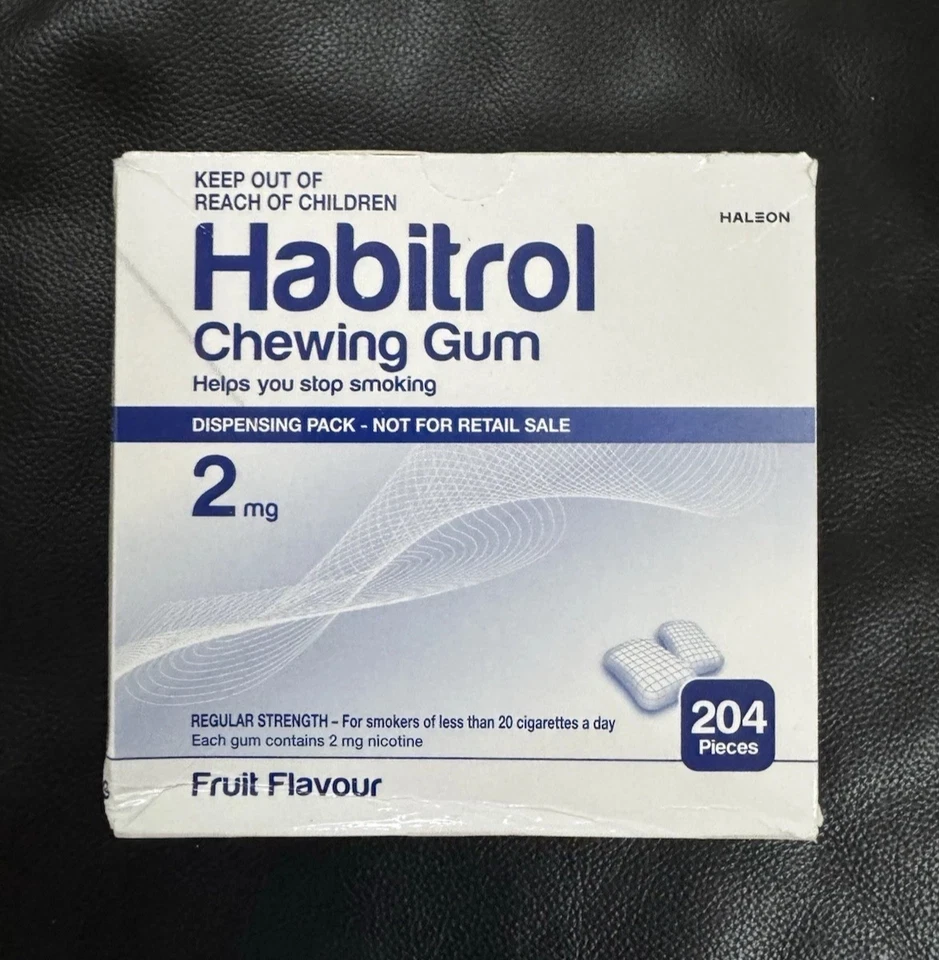 KEEP OUT OF
REACH OF CHILDREN
HALEON
Habitrol
Chewing Gum
Helps you stop smoking
DISPENSING PACK - NOT FOR RETAIL SALE
2 mg
REGULAR STRENGTH – For smokers of less than 20 cigarettes a day
Each gum contains 2 mg nicotine
204
Pieces
Fruit Flavour